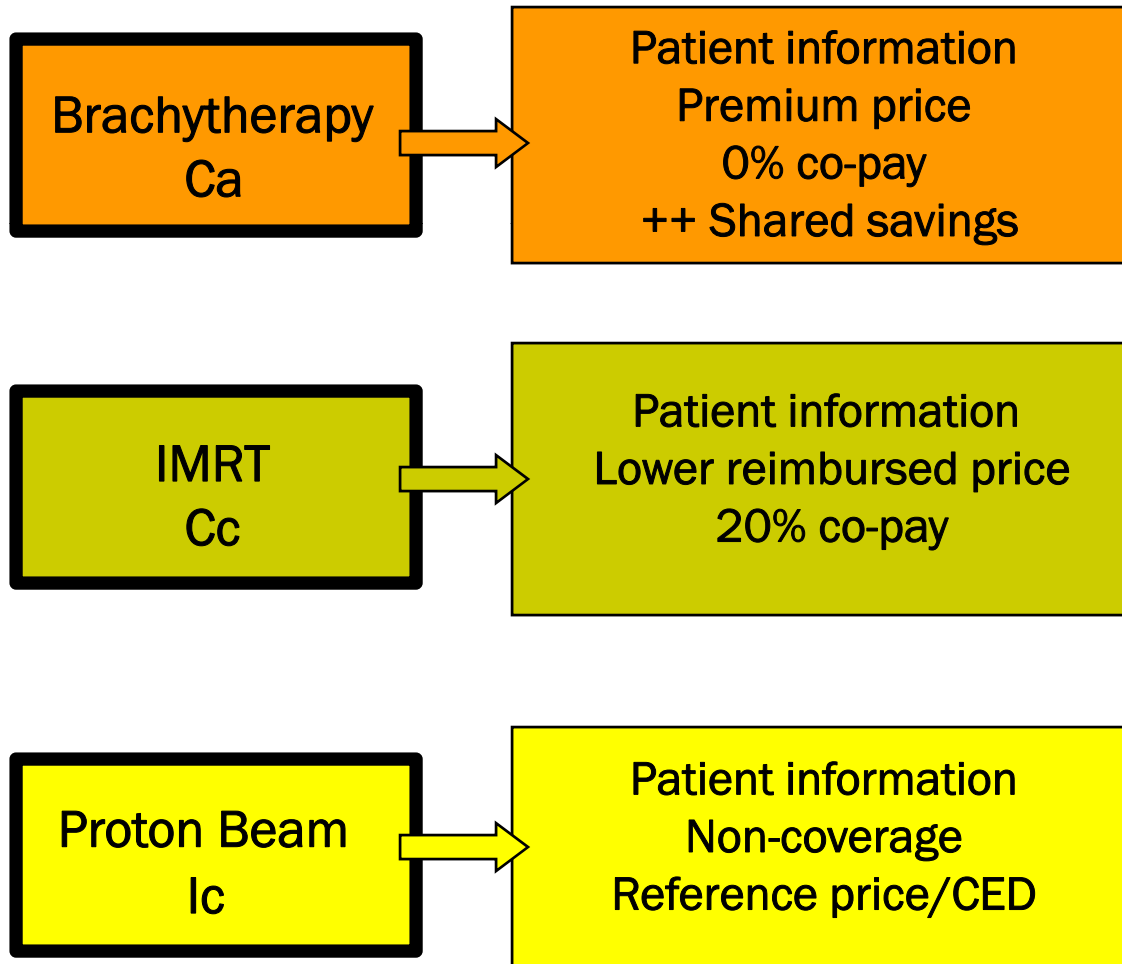 Brachytherapy
Ca
Patient information
Premium price
0% co-pay
++ Shared savings
IMRT
Cc
Patient information
Lower reimbursed price
20% co-pay
Proton Beam
Ic
Patient information
Non-coverage
Reference price/CED